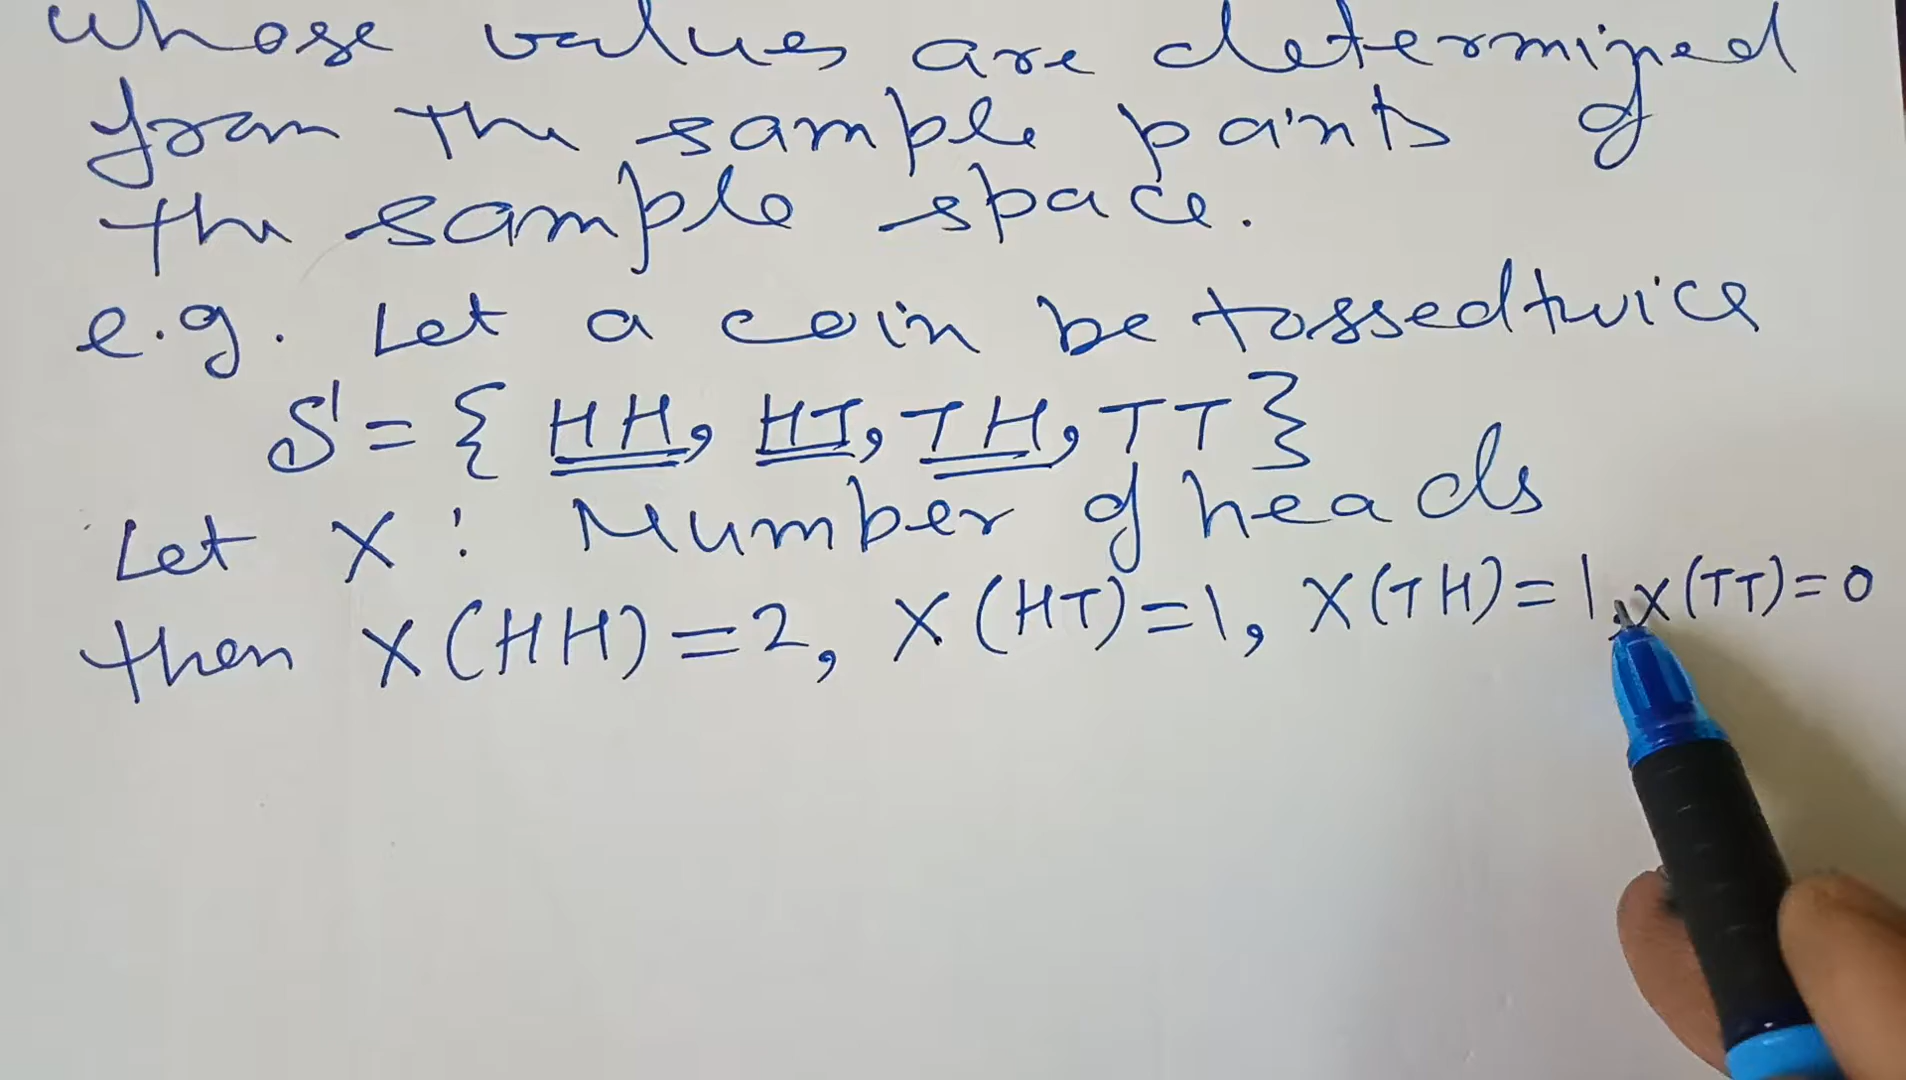 whose values are determined
from the sample points of
the sample space.
e.g. Let a coin be tossed twice
S = { HH, HT, TH, TT }
Let X : Number of heads
then X(HH) = 2, X(HT) = 1, X(TH) = 1, X(TT) = 0